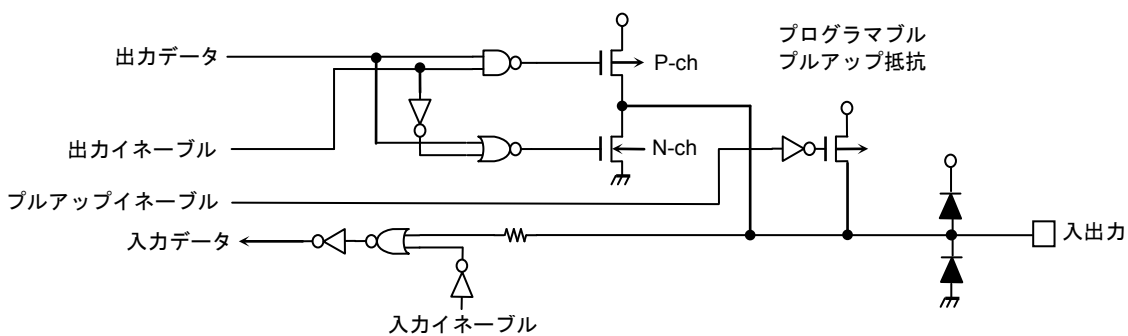 プログラマブル
プルアップ抵抗
出力データ
P-ch
出力イネーブル
N-ch
プルアップイネーブル
入力データ
入出力
入力イネーブル